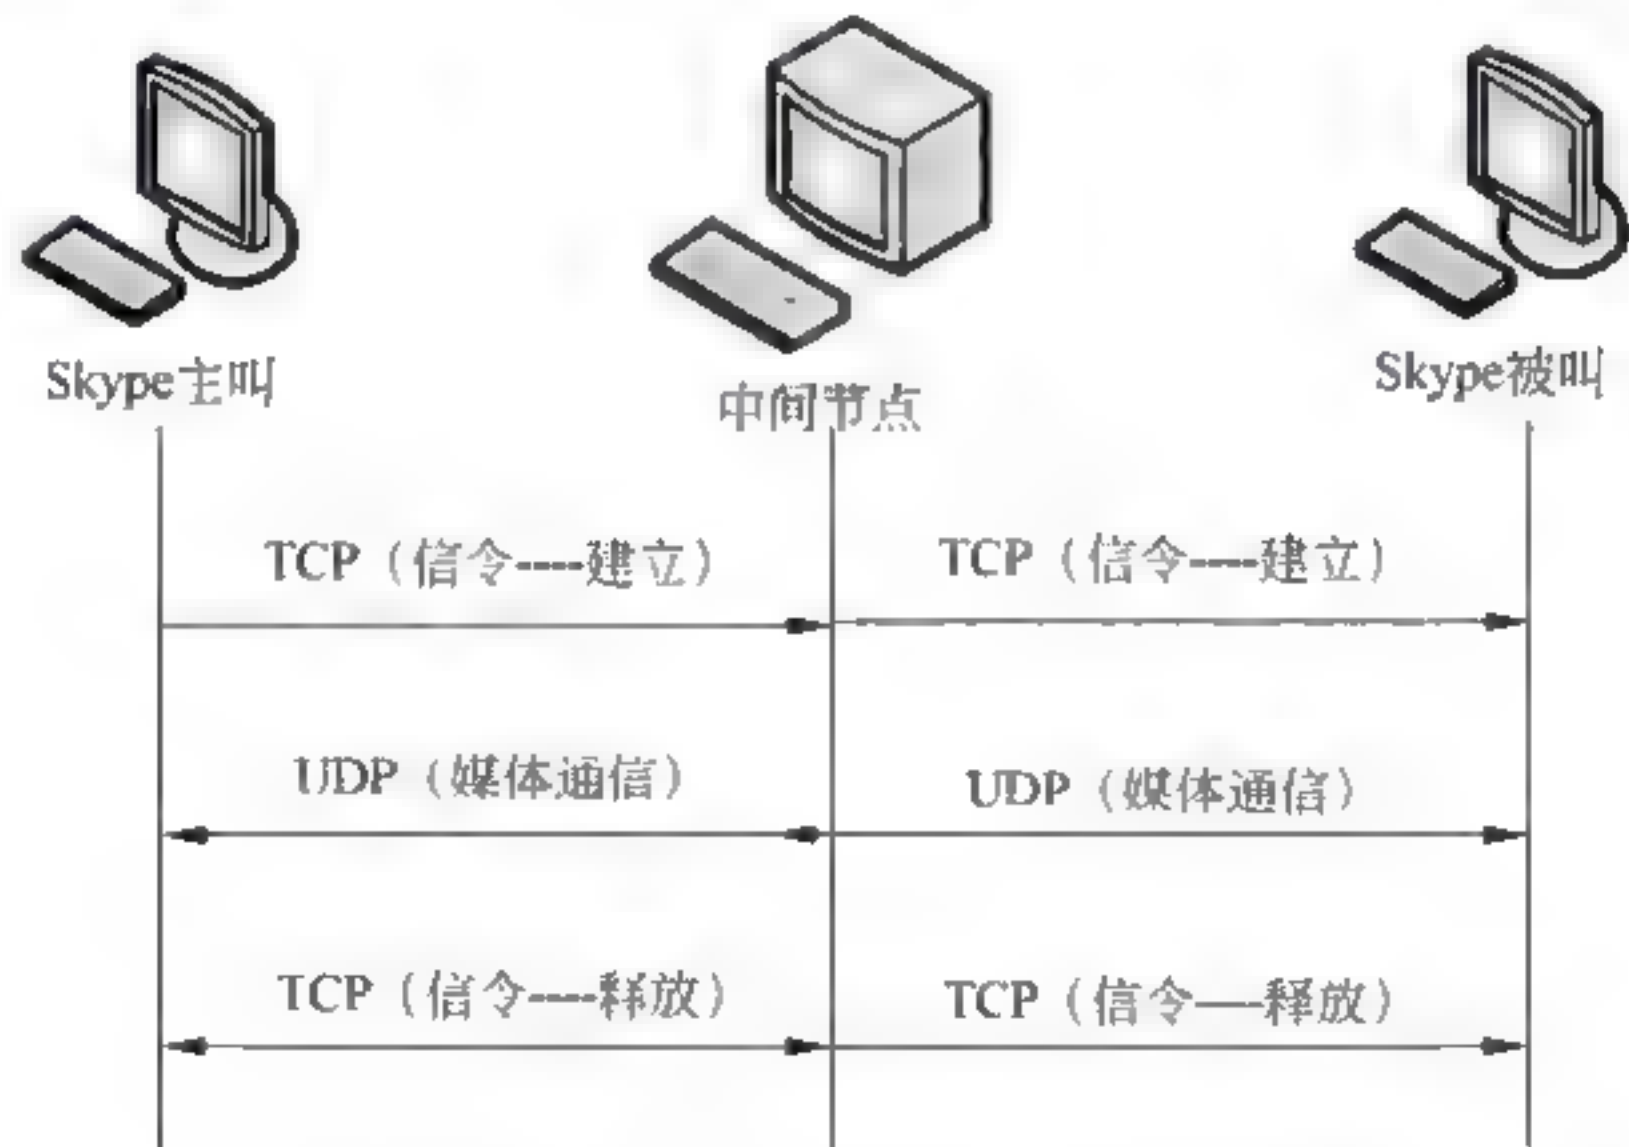 Skype主叫
中间节点
Skype被叫
TCP（信令----建立）
TCP（信令----建立）
UDP（媒体通信）
UDP（媒体通信）
TCP（信令----释放）
TCP（信令----释放）